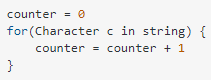 counter = 0
for(Character c in string) {
    counter = counter + 1
}